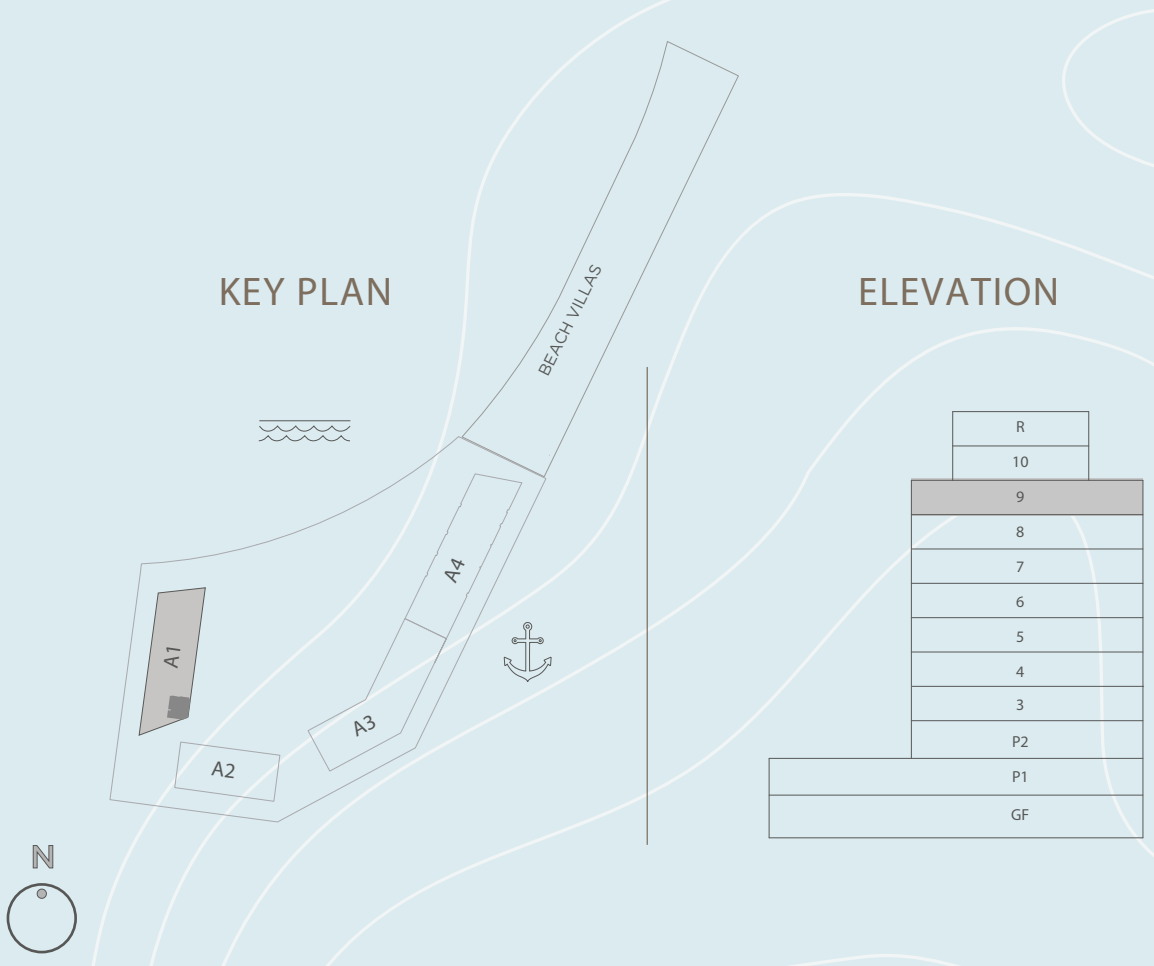 KEY PLAN
BEACH VILLAS
A4
A1
A3
A2
N
ELEVATION
R
10
9
8
7
6
5
4
3
P2
P1
GF